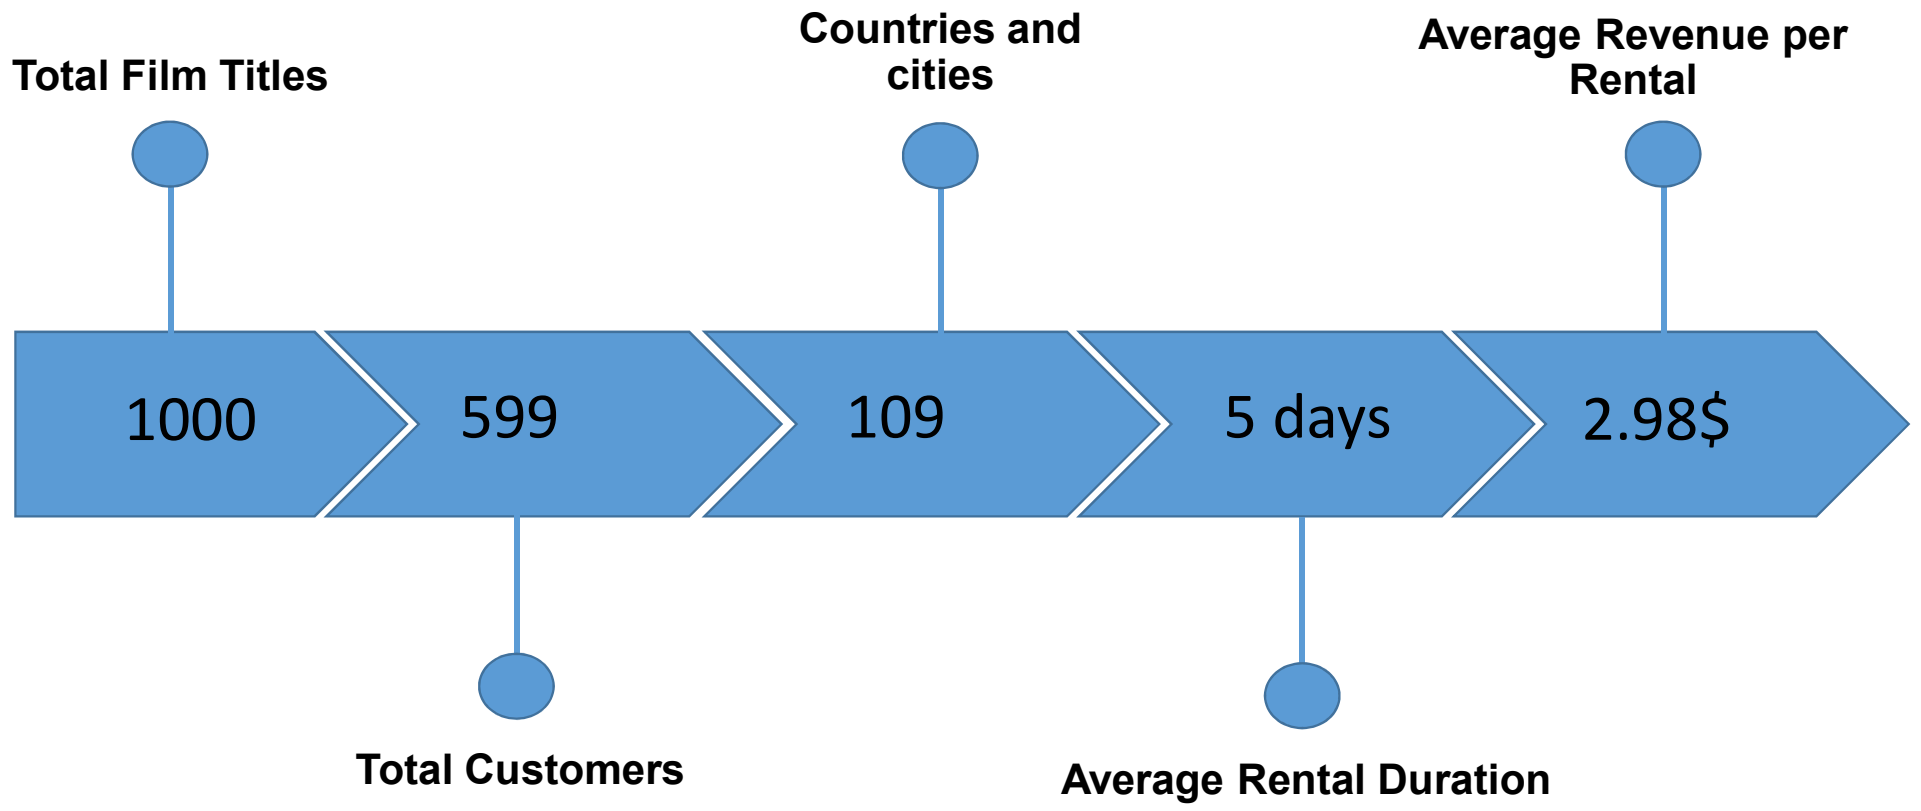 Total Film Titles
Countries and
cities
Average Revenue per
Rental
1000
599
109
5 days
2.98$
Total Customers
Average Rental Duration